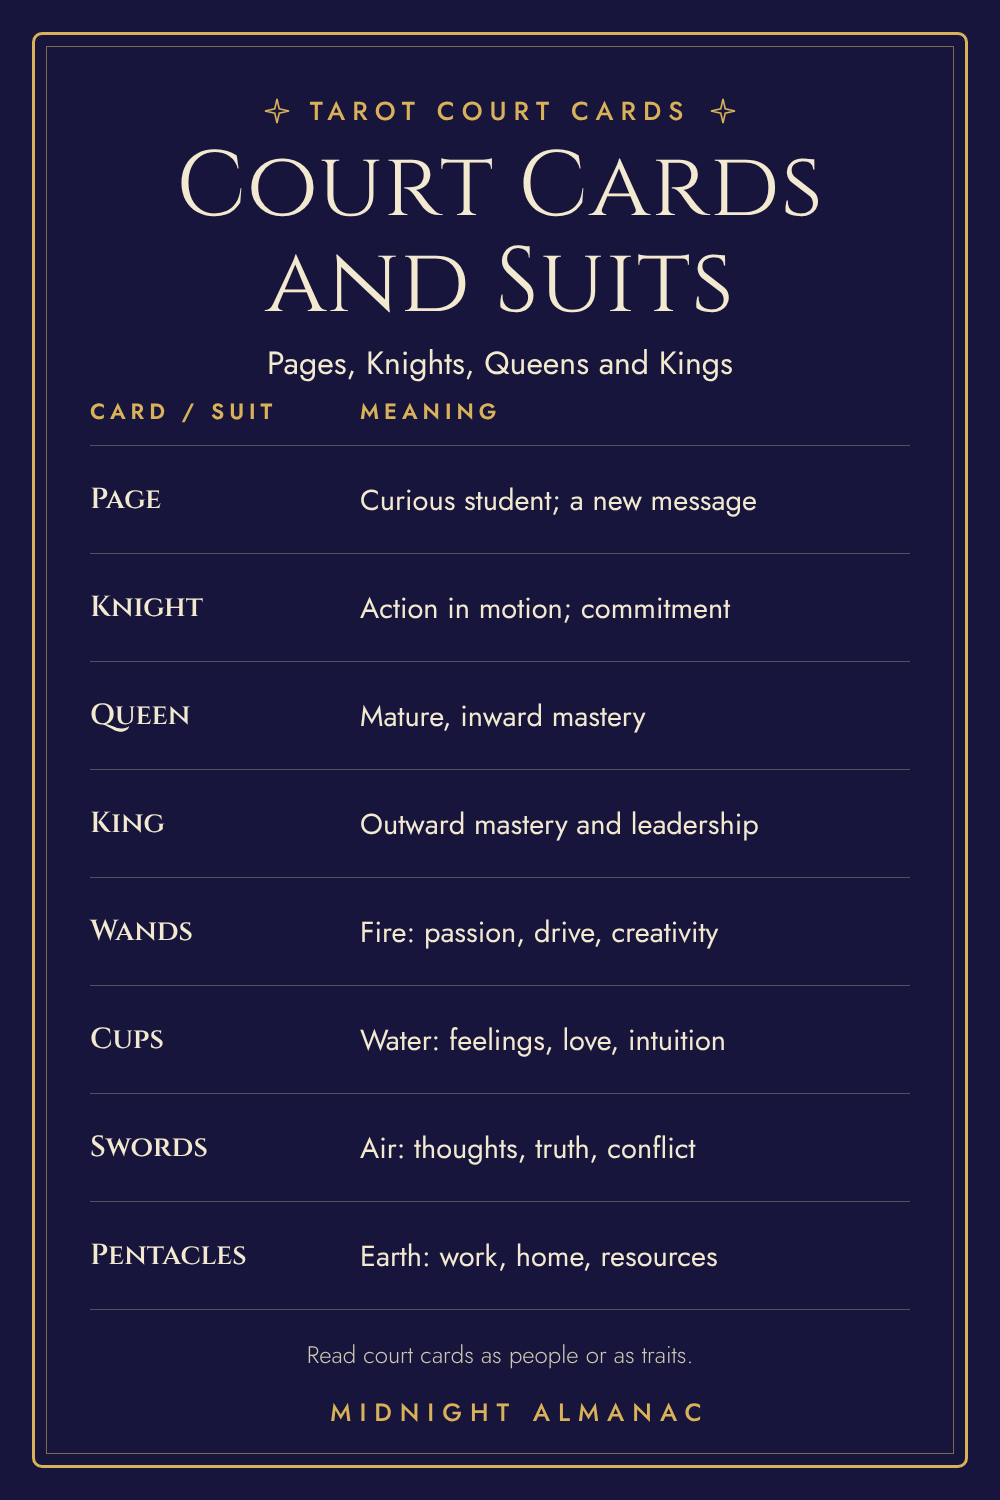 TAROT COURT CARDS
Court Cards
and Suits
Pages, Knights, Queens and Kings
CARD / SUIT MEANING
Page Curious student; a new message
Knight Action in motion; commitment
Queen Mature, inward mastery
King Outward mastery and leadership
Wands Fire: passion, drive, creativity
Cups Water: feelings, love, intuition
Swords Air: thoughts, truth, conflict
Pentacles Earth: work, home, resources
Read court cards as people or as traits.
MIDNIGHT ALMANAC